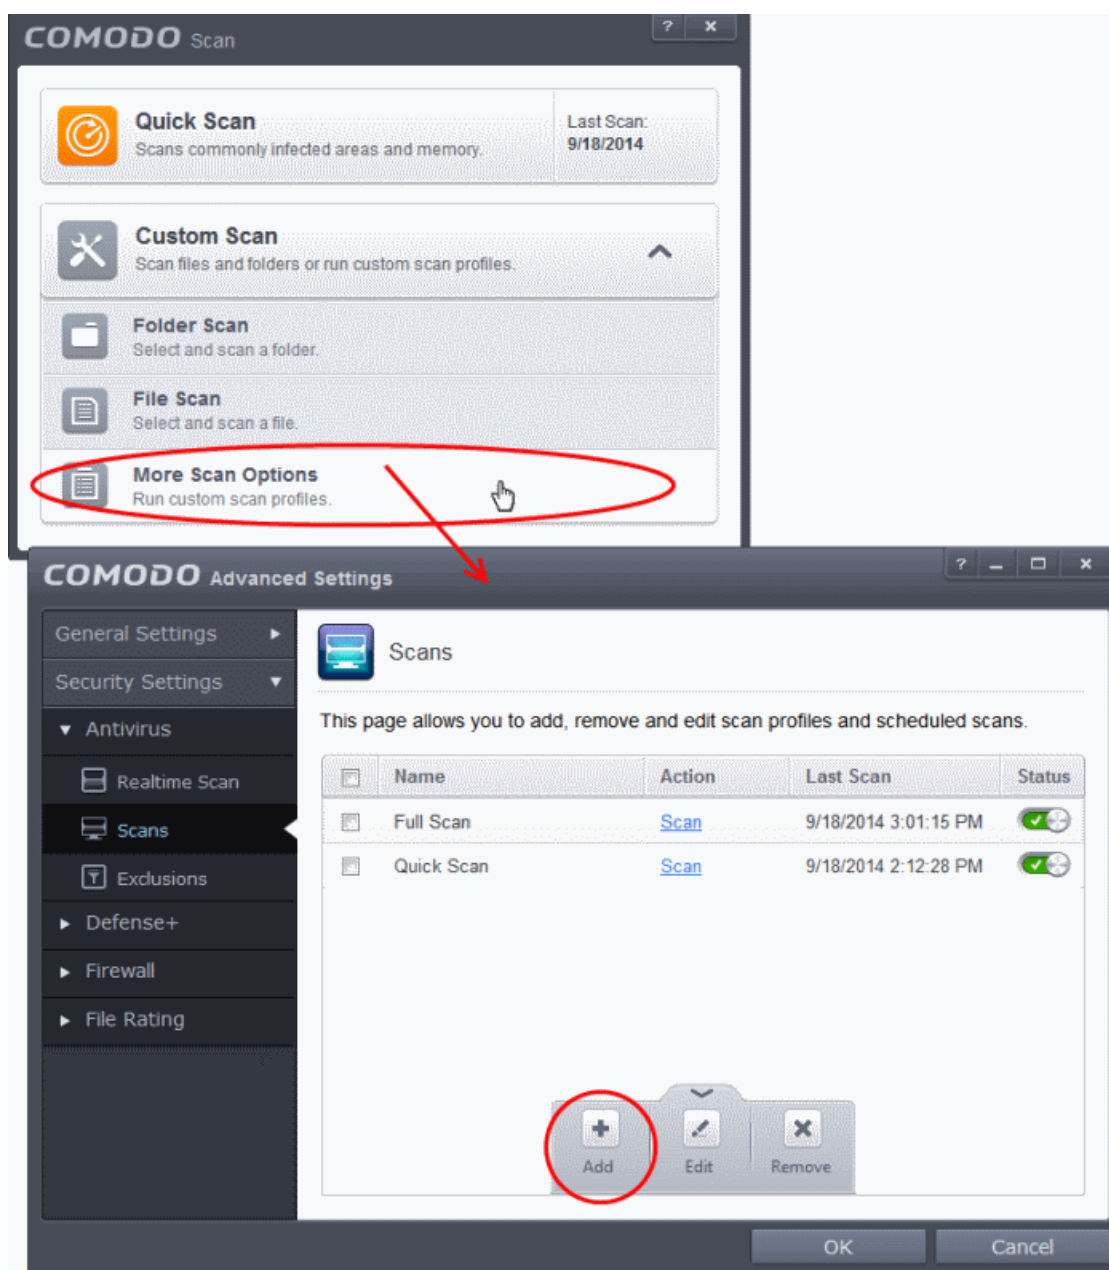 COMODO Scan
? x
Quick Scan
Scans commonly infected areas and memory.
Last Scan:
9/18/2014
Custom Scan
Scan files and folders or run custom scan profiles.
Folder Scan
Select and scan a folder.
File Scan
Select and scan a file.
More Scan Options
Run custom scan profiles.
COMODO Advanced Settings
?
General Settings
Security Settings
Antivirus
Realtime Scan
Scans
Exclusions
Defense+
Firewall
File Rating
Scans
This page allows you to add, remove and edit scan profiles and scheduled scans.
Name Action Last Scan Status
Full Scan Scan 9/18/2014 3:01:15 PM
Quick Scan Scan 9/18/2014 2:12:28 PM
Add Edit Remove
OK Cancel